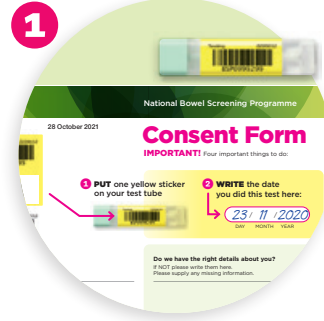 1
National Bowel Screening Programme
28 October 2021
Consent Form
IMPORTANT! Four important things to do:
1 PUT one yellow sticker
on your test tube
2 WRITE the date
you did this test here:
23 / 11 / 2020
DAY MONTH YEAR
Do we have the right details about you?
If NOT please write them here.
Please supply any missing information.